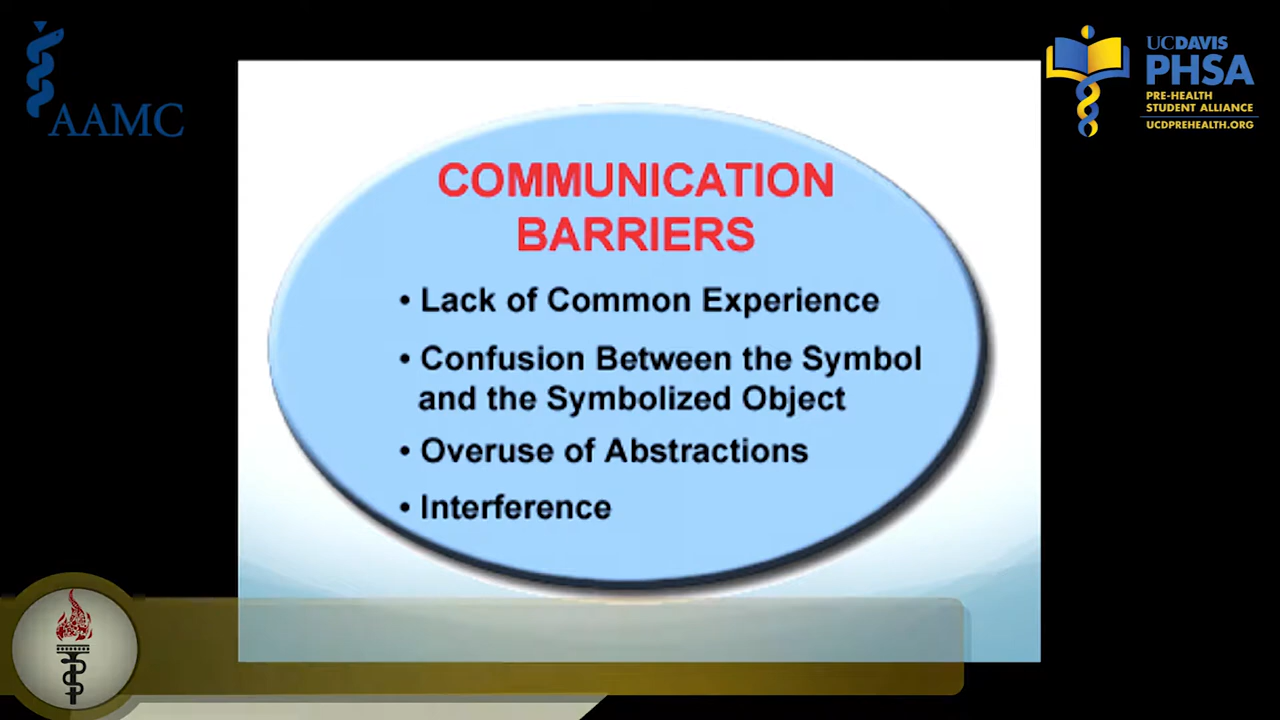 AAMC
UCDAVIS
PHSA
PRE-HEALTH
STUDENT ALLIANCE
UCDPREHEALTH.ORG
COMMUNICATION
BARRIERS
• Lack of Common Experience
• Confusion Between the Symbol
and the Symbolized Object
• Overuse of Abstractions
• Interference